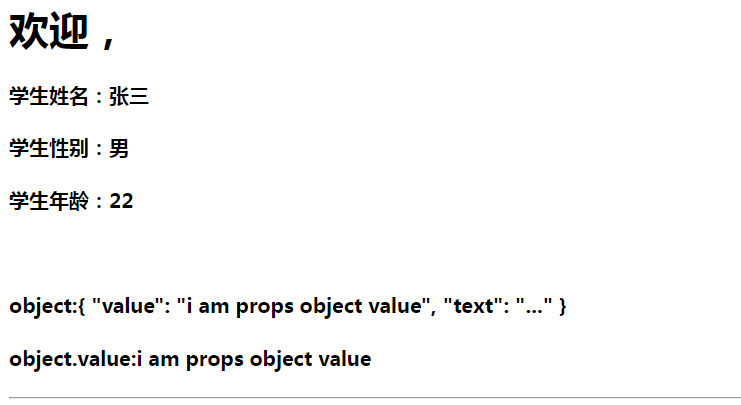 欢迎，
学生姓名：张三
学生性别：男
学生年龄：22
object:{ "value": "i am props object value", "text": "..." }
object.value:i am props object value